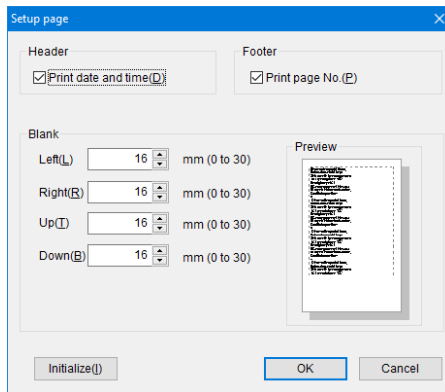 Setup page
Header
Footer
Print date and time(D)
Print page No.(P)
Blank
Preview
Left(L) 16 mm (0 to 30)
Right(R) 16 mm (0 to 30)
Up(T) 16 mm (0 to 30)
Down(B) 16 mm (0 to 30)
Initialize(I) OK Cancel